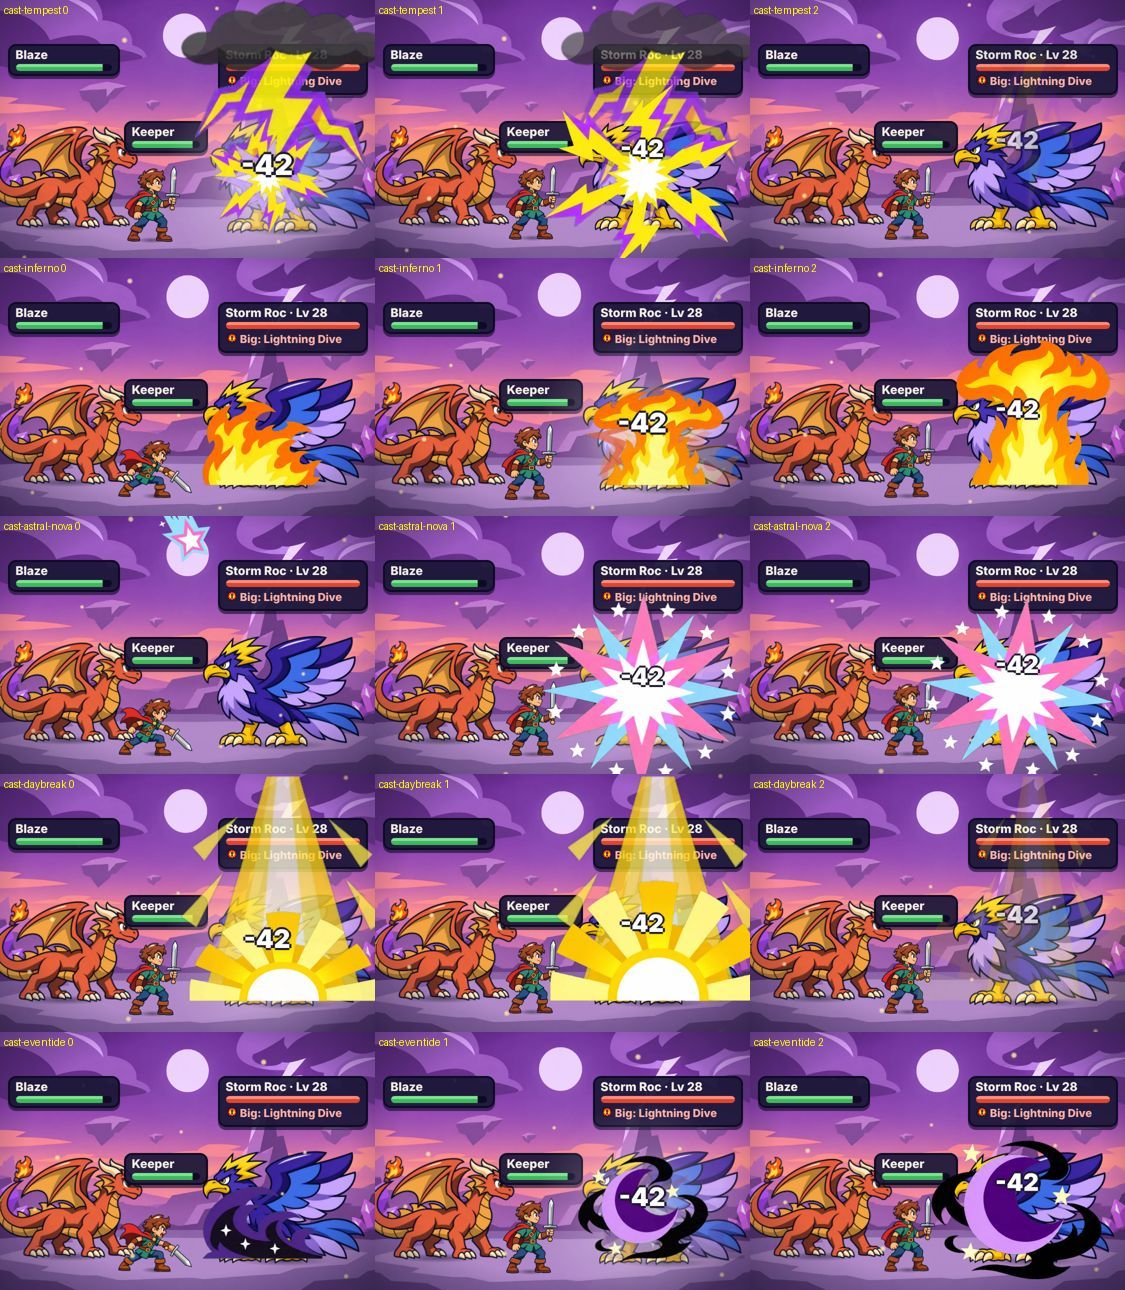 cast-tempest 0
Blaze
Storm Roc · Lv 28
Big: Lightning Dive
Keeper
-42
cast-tempest 1
Blaze
Storm Roc · Lv 28
Big: Lightning Dive
Keeper
-42
cast-tempest 2
Blaze
Storm Roc · Lv 28
Big: Lightning Dive
Keeper
-42
cast-inferno 0
Blaze
Storm Roc · Lv 28
Big: Lightning Dive
Keeper
cast-inferno 1
Blaze
Storm Roc · Lv 28
Big: Lightning Dive
Keeper
-42
cast-inferno 2
Blaze
Storm Roc · Lv 28
Big: Lightning Dive
Keeper
-42
cast-astral-nova 0
Blaze
Storm Roc · Lv 28
Big: Lightning Dive
Keeper
cast-astral-nova 1
Blaze
Storm Roc · Lv 28
Big: Lightning Dive
Keeper
-42
cast-astral-nova 2
Blaze
Storm Roc · Lv 28
Big: Lightning Dive
Keeper
-42
cast-daybreak 0
Blaze
Storm Roc · Lv 28
Big: Lightning Dive
Keeper
-42
cast-daybreak 1
Blaze
Storm Roc · Lv 28
Big: Lightning Dive
Keeper
-42
cast-daybreak 2
Blaze
Storm Roc · Lv 28
Big: Lightning Dive
Keeper
-42
cast-eventide 0
Blaze
Storm Roc · Lv 28
Big: Lightning Dive
Keeper
cast-eventide 1
Blaze
Storm Roc · Lv 28
Big: Lightning Dive
Keeper
-42
cast-eventide 2
Blaze
Storm Roc · Lv 28
Big: Lightning Dive
Keeper
-42